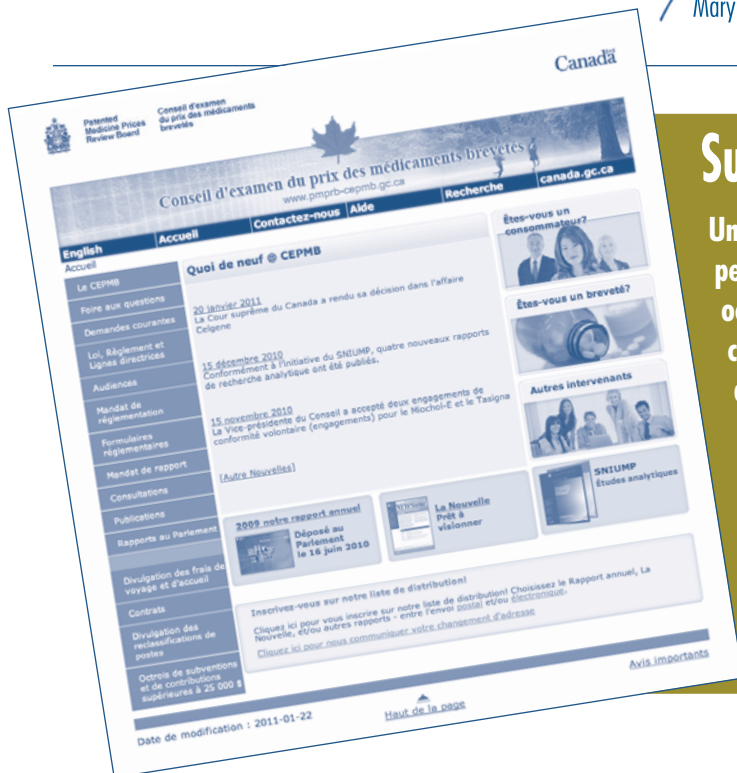 Mary
Canada
Patented
Medicine Prices
Review Board
Conseil d'examen
du prix des médicaments
brevetés
Conseil d'examen du prix des médicaments brevetés
www.pmprb-cepmb.gc.ca
English
Accueil
Contactez-nous
Aide
Recherche
canada.gc.ca
Accueil
Le CEPMB
Foire aux questions
Demandes courantes
Loi, Règlement et
Lignes directrices
Audiences
Mandat de
réglementation
Formulaires
réglementaires
Mandat de rapport
Consultations
Publications
Rapports au Parlement
Divulgation des frais de
voyage et d'accueil
Contrats
Divulgation des
reclassifications de
postes
Octrois de subventions
et de contributions
supérieures à 25 000 $
Quoi de neuf @ CEPMB
20 janvier 2011
La Cour suprême du Canada a rendu sa décision dans l'affaire
Celgene
15 décembre 2010
Conformément à l'initiative du SNIUMP, quatre nouveaux rapports
de recherche analytique ont été publiés.
15 novembre 2010
La Vice-présidente du Conseil a accepté deux engagements de
conformité volontaire (engagements) pour le Miochol-E et le Tasigna
[Autre Nouvelles]
Êtes-vous un
consommateur?
Êtes-vous un breveté?
Autres intervenants
2009 notre rapport annuel
Déposé au
Parlement
le 16 juin 2010
La Nouvelle
Prêt à
visionner
SNIUMP
Études analytiques
Inscrivez-vous sur notre liste de distribution!
Cliquez ici pour vous inscrire sur notre liste de distribution! Choisissez le Rapport annuel, La
Nouvelle, et/ou autres rapports - entre l'envoi postal et/ou électronique.
Cliquez ici pour nous communiquer votre changement d'adresse
Avis importants
Haut de la page
Date de modification : 2011-01-22
Su
Un
pe